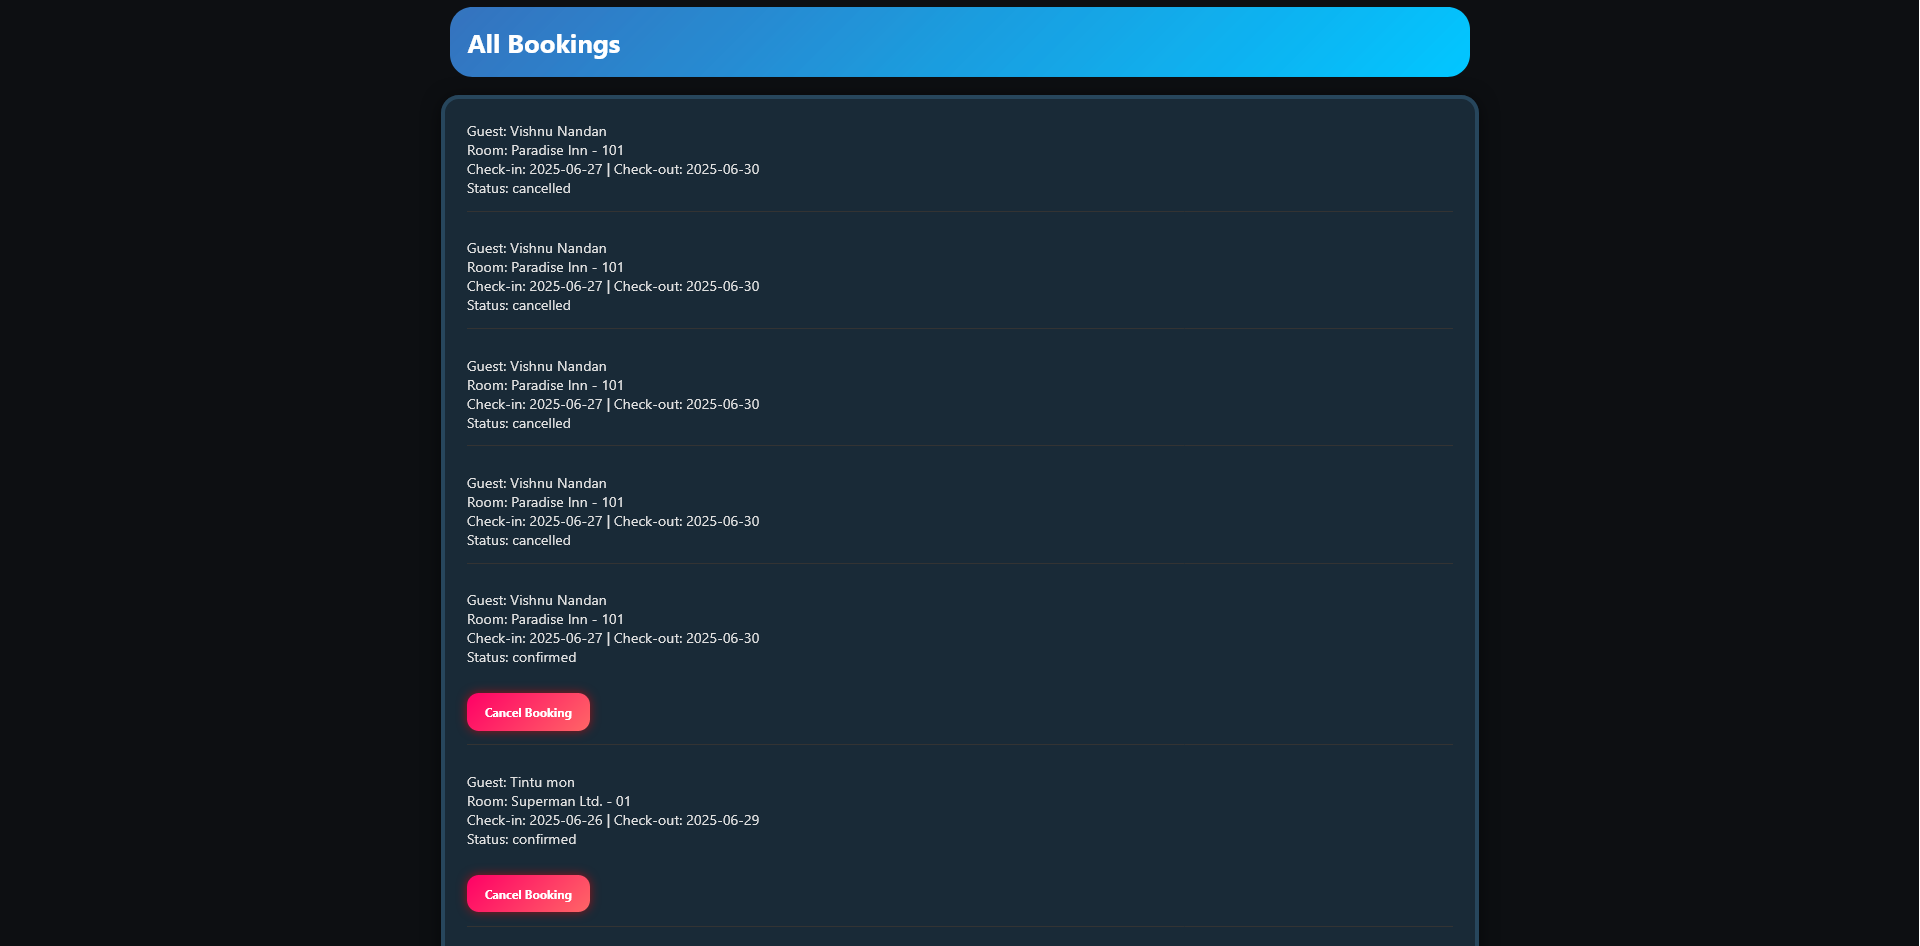 All Bookings
Guest: Vishnu Nandan
Room: Paradise Inn - 101
Check-in: 2025-06-27 | Check-out: 2025-06-30
Status: cancelled
Guest: Vishnu Nandan
Room: Paradise Inn - 101
Check-in: 2025-06-27 | Check-out: 2025-06-30
Status: cancelled
Guest: Vishnu Nandan
Room: Paradise Inn - 101
Check-in: 2025-06-27 | Check-out: 2025-06-30
Status: cancelled
Guest: Vishnu Nandan
Room: Paradise Inn - 101
Check-in: 2025-06-27 | Check-out: 2025-06-30
Status: cancelled
Guest: Vishnu Nandan
Room: Paradise Inn - 101
Check-in: 2025-06-27 | Check-out: 2025-06-30
Status: confirmed
Cancel Booking
Guest: Tintu mon
Room: Superman Ltd. - 01
Check-in: 2025-06-26 | Check-out: 2025-06-29
Status: confirmed
Cancel Booking